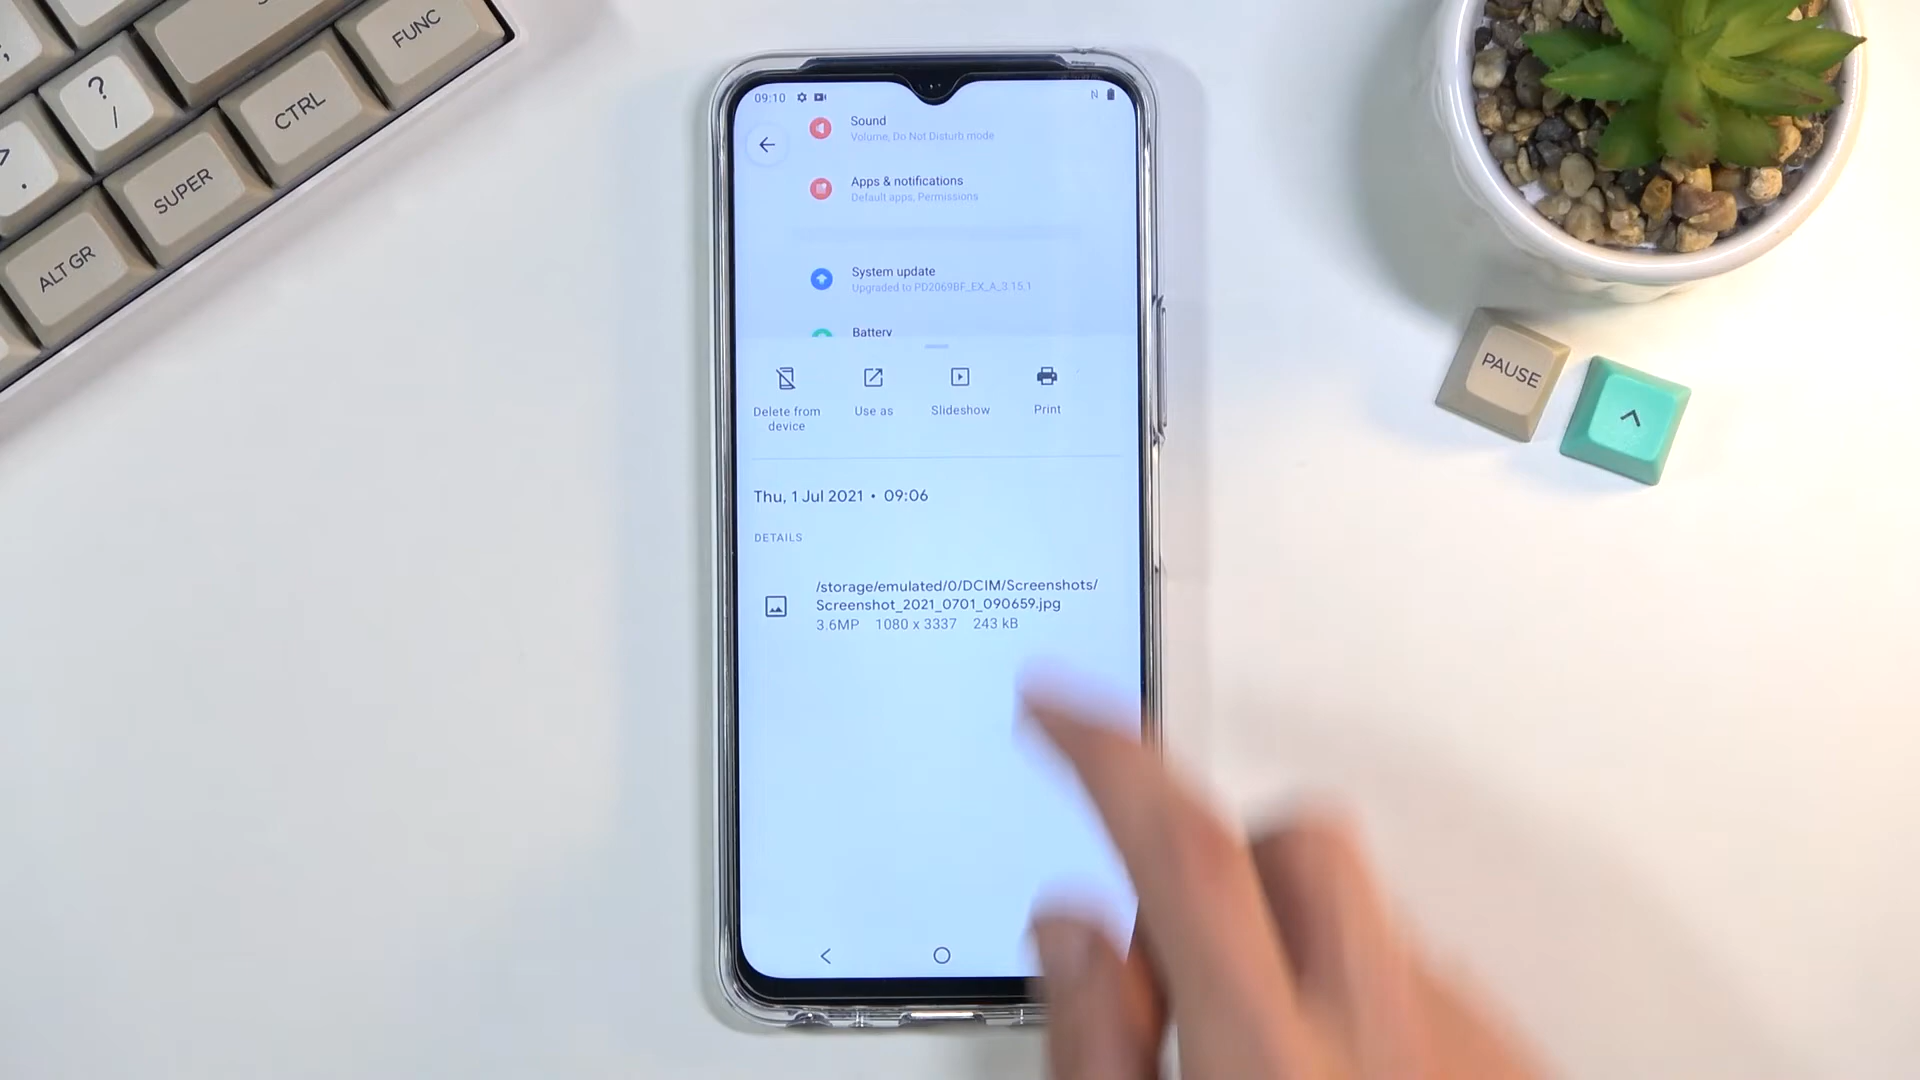 FUNC
?
/
CTRL
SUPER
ALT GR
09:10
Sound
Volume, Do Not Disturb mode
Apps & notifications
Default apps, Permissions
System update
Upgraded to PD2069BF_EX_A_3.15.1
Battery
Delete from
device
Use as
Slideshow
Print
Thu, 1 Jul 2021 • 09:06
DETAILS
/storage/emulated/0/DCIM/Screenshots/
Screenshot_2021_0701_090659.jpg
3.6MP 1080 x 3337 243 kB
PAUSE